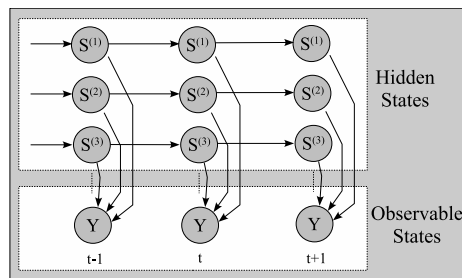 S(1) S(1) S(1)
S(2) S(2) S(2)
S(3) S(3) S(3)
Hidden
States
Y Y Y
t-1 t t+1
Observable
States